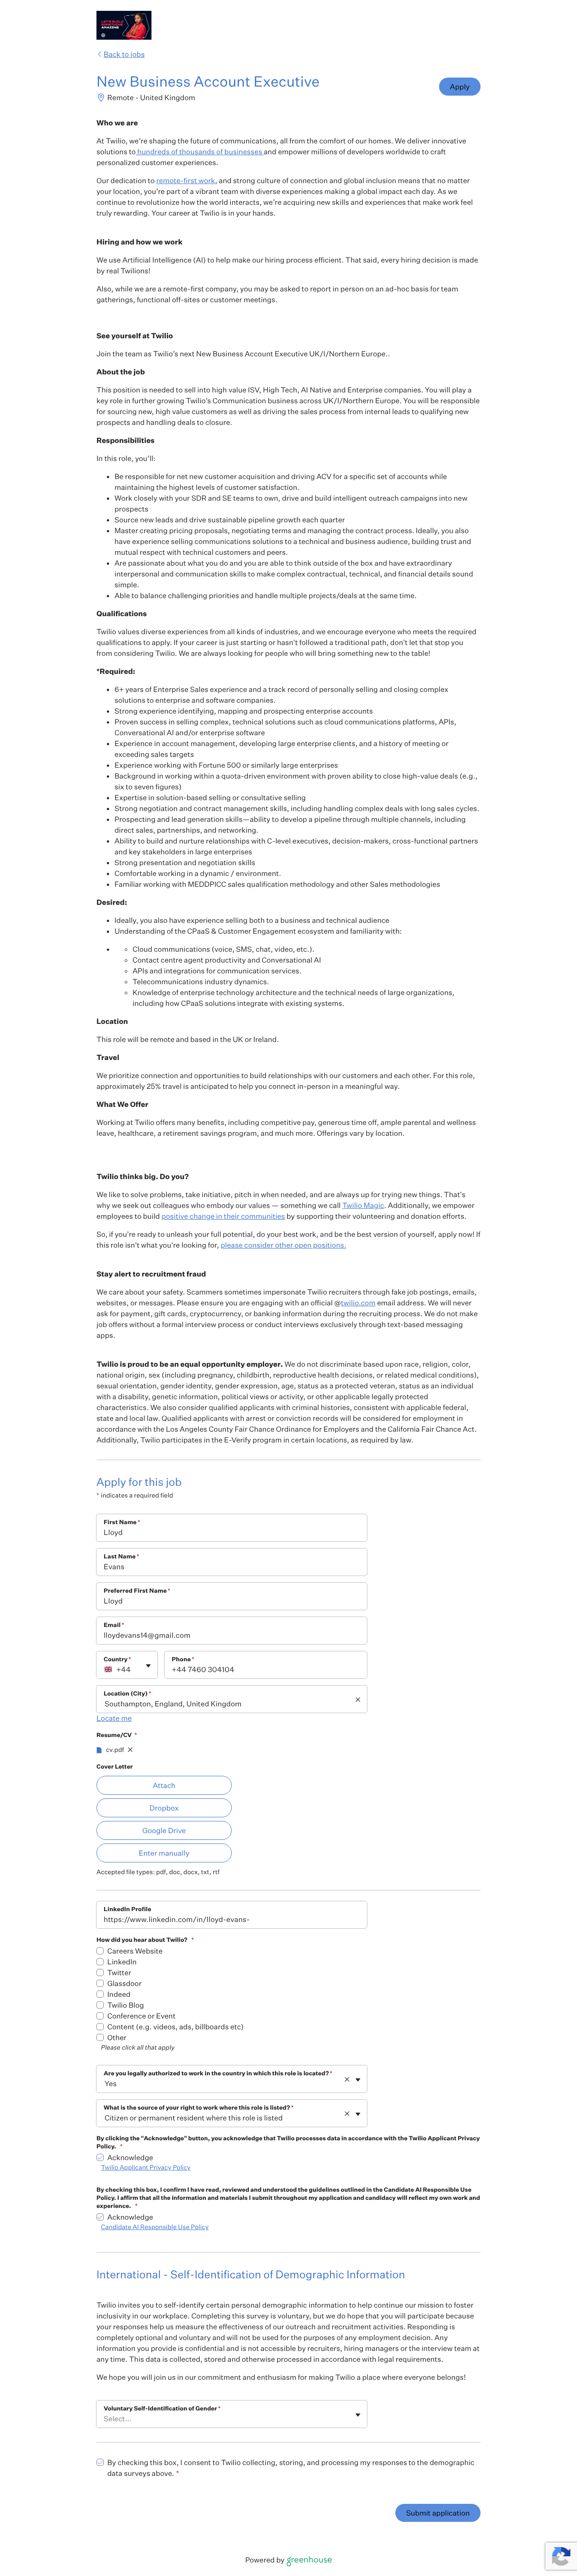 Back to jobs
New Business Account Executive
Remote - United Kingdom
Apply
Who we are
At Twilio, we're shaping the future of communications, all from the comfort of our homes. We deliver innovative
solutions to hundreds of thousands of businesses and empower millions of developers worldwide to craft
personalized customer experiences.
Our dedication to remote-first work, and strong culture of connection and global inclusion means that no matter
your location, you're part of a vibrant team with diverse experiences making a global impact each day. As we
continue to revolutionize how the world interacts, we're acquiring new skills and experiences that make work feel
truly rewarding. Your career at Twilio is in your hands.
Hiring and how we work
We use Artificial Intelligence (AI) to help make our hiring process efficient. That said, every hiring decision is made
by real Twilions!
Also, while we are a remote-first company, you may be asked to report in person on an ad-hoc basis for team
gatherings, functional off-sites or customer meetings.
See yourself at Twilio
Join the team as Twilio's next New Business Account Executive UK/I/Northern Europe..
About the job
This position is needed to sell into high value ISV, High Tech, AI Native and Enterprise companies. You will play a
key role in further growing Twilio's Communication business across UK/I/Northern Europe. You will be responsible
for sourcing new, high value customers as well as driving the sales process from internal leads to qualifying new
prospects and handling deals to closure.
Responsibilities
In this role, you'll:
• Be responsible for net new customer acquisition and driving ACV for a specific set of accounts while
maintaining the highest levels of customer satisfaction.
• Work closely with your SDR and SE teams to own, drive and build intelligent outreach campaigns into new
prospects
• Source new leads and drive sustainable pipeline growth each quarter
• Master creating pricing proposals, negotiating terms and managing the contract process. Ideally, you also
have experience selling communications solutions to a technical and business audience, building trust and
mutual respect with technical customers and peers.
• Are passionate about what you do and you are able to think outside of the box and have extraordinary
interpersonal and communication skills to make complex contractual, technical, and financial details sound
simple.
• Able to balance challenging priorities and handle multiple projects/deals at the same time.
Qualifications
Twilio values diverse experiences from all kinds of industries, and we encourage everyone who meets the required
qualifications to apply. If your career is just starting or hasn't followed a traditional path, don't let that stop you
from considering Twilio. We are always looking for people who will bring something new to the table!
*Required:
• 6+ years of Enterprise Sales experience and a track record of personally selling and closing complex
solutions to enterprise and software companies.
• Strong experience identifying, mapping and prospecting enterprise accounts
• Proven success in selling complex, technical solutions such as cloud communications platforms, APIs,
Conversational AI and/or enterprise software
• Experience in account management, developing large enterprise clients, and a history of meeting or
exceeding sales targets
• Experience working with Fortune 500 or similarly large enterprises
• Background in working within a quota-driven environment with proven ability to close high-value deals (e.g.,
six to seven figures)
• Expertise in solution-based selling or consultative selling
• Strong negotiation and contract management skills, including handling complex deals with long sales cycles.
• Prospecting and lead generation skills—ability to develop a pipeline through multiple channels, including
direct sales, partnerships, and networking.
• Ability to build and nurture relationships with C-level executives, decision-makers, cross-functional partners
and key stakeholders in large enterprises
• Strong presentation and negotiation skills
• Comfortable working in a dynamic / environment.
• Familiar working with MEDDPICC sales qualification methodology and other Sales methodologies
Desired:
• Ideally, you also have experience selling both to a business and technical audience
• Understanding of the CPaaS & Customer Engagement ecosystem and familiarity with:
• ◦ Cloud communications (voice, SMS, chat, video, etc.).
◦ Contact centre agent productivity and Conversational AI
◦ APIs and integrations for communication services.
◦ Telecommunications industry dynamics.
◦ Knowledge of enterprise technology architecture and the technical needs of large organizations,
including how CPaaS solutions integrate with existing systems.
Location
This role will be remote and based in the UK or Ireland.
Travel
We prioritize connection and opportunities to build relationships with our customers and each other. For this role,
approximately 25% travel is anticipated to help you connect in-person in a meaningful way.
What We Offer
Working at Twilio offers many benefits, including competitive pay, generous time off, ample parental and wellness
leave, healthcare, a retirement savings program, and much more. Offerings vary by location.
Twilio thinks big. Do you?
We like to solve problems, take initiative, pitch in when needed, and are always up for trying new things. That's
why we seek out colleagues who embody our values — something we call Twilio Magic. Additionally, we empower
employees to build positive change in their communities by supporting their volunteering and donation efforts.
So, if you're ready to unleash your full potential, do your best work, and be the best version of yourself, apply now! If
this role isn't what you're looking for, please consider other open positions.
Stay alert to recruitment fraud
We care about your safety. Scammers sometimes impersonate Twilio recruiters through fake job postings, emails,
websites, or messages. Please ensure you are engaging with an official @twilio.com email address. We will never
ask for payment, gift cards, cryptocurrency, or banking information during the recruiting process. We do not make
job offers without a formal interview process or conduct interviews exclusively through text-based messaging
apps.
Twilio is proud to be an equal opportunity employer. We do not discriminate based upon race, religion, color,
national origin, sex (including pregnancy, childbirth, reproductive health decisions, or related medical conditions),
sexual orientation, gender identity, gender expression, age, status as a protected veteran, status as an individual
with a disability, genetic information, political views or activity, or other applicable legally protected
characteristics. We also consider qualified applicants with criminal histories, consistent with applicable federal,
state and local law. Qualified applicants with arrest or conviction records will be considered for employment in
accordance with the Los Angeles County Fair Chance Ordinance for Employers and the California Fair Chance Act.
Additionally, Twilio participates in the E-Verify program in certain locations, as required by law.
Apply for this job
* indicates a required field
First Name *
Lloyd
Last Name *
Evans
Preferred First Name *
Lloyd
Email *
lloydevans14@gmail.com
Country *
+44
Phone *
+44 7460 304104
Location (City) *
Southampton, England, United Kingdom
Locate me
Resume/CV *
cv.pdf
Cover Letter
Attach
Dropbox
Google Drive
Enter manually
Accepted file types: pdf, doc, docx, txt, rtf
LinkedIn Profile
https://www.linkedin.com/in/lloyd-evans-
How did you hear about Twilio? *
Careers Website
LinkedIn
Twitter
Glassdoor
Indeed
Twilio Blog
Conference or Event
Content (e.g. videos, ads, billboards etc)
Other
Please click all that apply
Are you legally authorized to work in the country in which this role is located? *
Yes
What is the source of your right to work where this role is listed? *
Citizen or permanent resident where this role is listed
By clicking the "Acknowledge" button, you acknowledge that Twilio processes data in accordance with the Twilio Applicant Privacy
Policy. *
Acknowledge
Twilio Applicant Privacy Policy
By checking this box, I confirm I have read, reviewed and understood the guidelines outlined in the Candidate AI Responsible Use
Policy. I affirm that all the information and materials I submit throughout my application and candidacy will reflect my own work and
experience. *
Acknowledge
Candidate AI Responsible Use Policy
International - Self-Identification of Demographic Information
Twilio invites you to self-identify certain personal demographic information to help continue our mission to foster
inclusivity in our workplace. Completing this survey is voluntary, but we do hope that you will participate because
your responses help us measure the effectiveness of our outreach and recruitment activities. Responding is
completely optional and voluntary and will not be used for the purposes of any employment decision. Any
information you provide is confidential and is not accessible by recruiters, hiring managers or the interview team at
any time. This data is collected, stored and otherwise processed in accordance with legal requirements.
We hope you will join us in our commitment and enthusiasm for making Twilio a place where everyone belongs!
Voluntary Self-Identification of Gender *
Select...
By checking this box, I consent to Twilio collecting, storing, and processing my responses to the demographic
data surveys above. *
Submit application
Powered by greenhouse